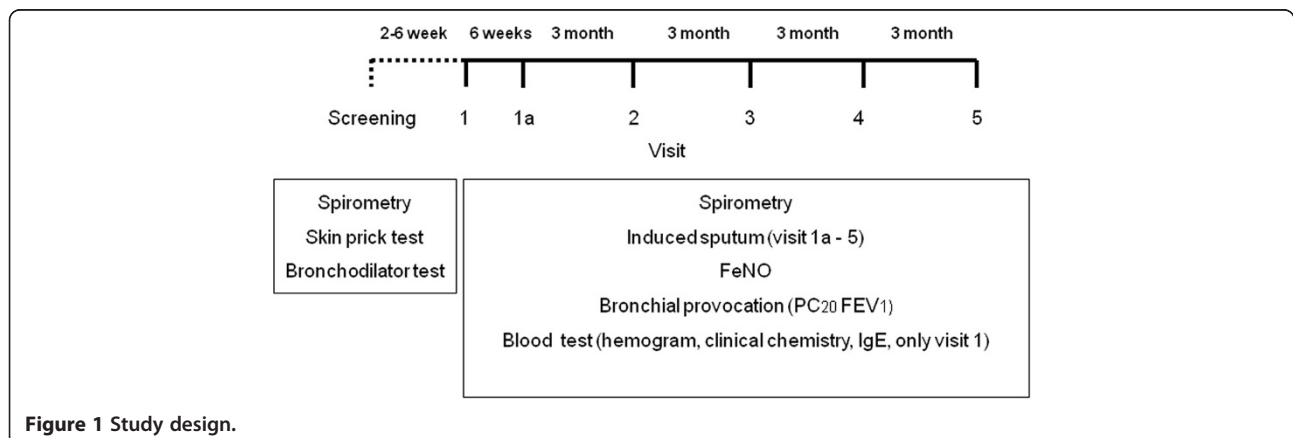 2-6 week 6 weeks 3 month 3 month 3 month 3 month
Screening 1 1a 2 3 4 5
Visit
Spirometry
Skin prick test
Bronchodilator test
Spirometry
Induced sputum (visit 1a - 5)
FeNO
Bronchial provocation (PC20 FEV1)
Blood test (hemogram, clinical chemistry, IgE, only visit 1)
Figure 1 Study design.